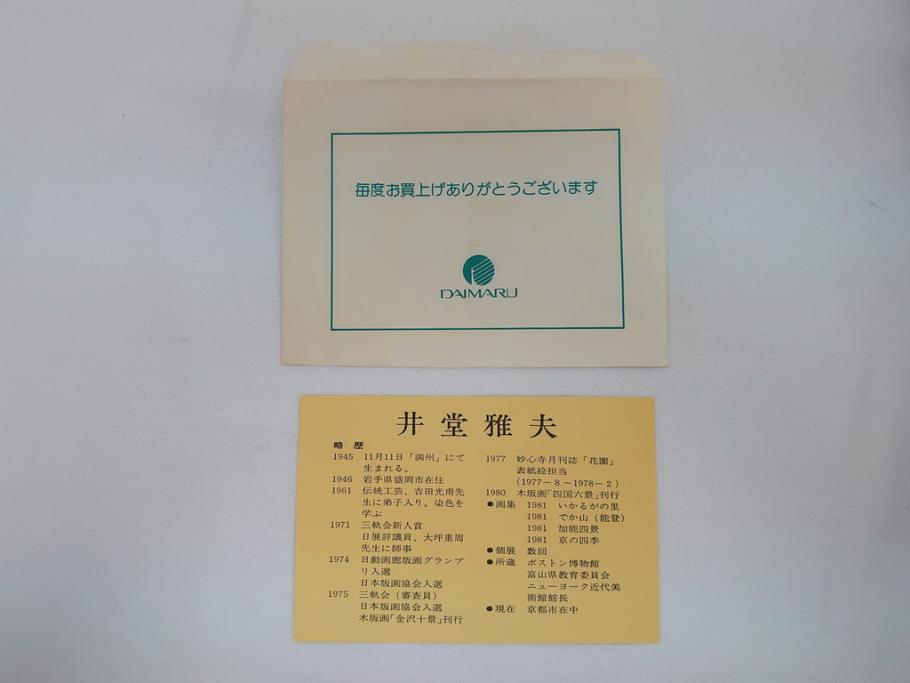 毎度お買上げありがとうございます
DAIMARU
井堂雅夫
略歴
1945 11月11日「満州」にて
生まれる。
1946 岩手県盛岡市在住
1961 伝統工芸、吉田光甫先
生に弟子入り。染色を
学ぶ
1971 三軌会新人賞
日展評議員、大坪重周
先生に師事
1974 日動画廊版画グランプ
リ入選
日本版画協会入選
1975 三軌会(審査員)
日本版画協会入選
木版画「金沢十景」刊行
1977 妙心寺月刊誌「花園」
表紙絵担当
(1977-8~1978-2)
1980 木版画「四国六景」刊行
●画集 1981 いかるがの里
1981 でか山(能登)
1981 加能四景
1981 京の四季
●個展 数回
●所蔵 ボストン博物館
富山県教育委員会
ニューヨーク近代美
術館館長
●現在 京都市在中